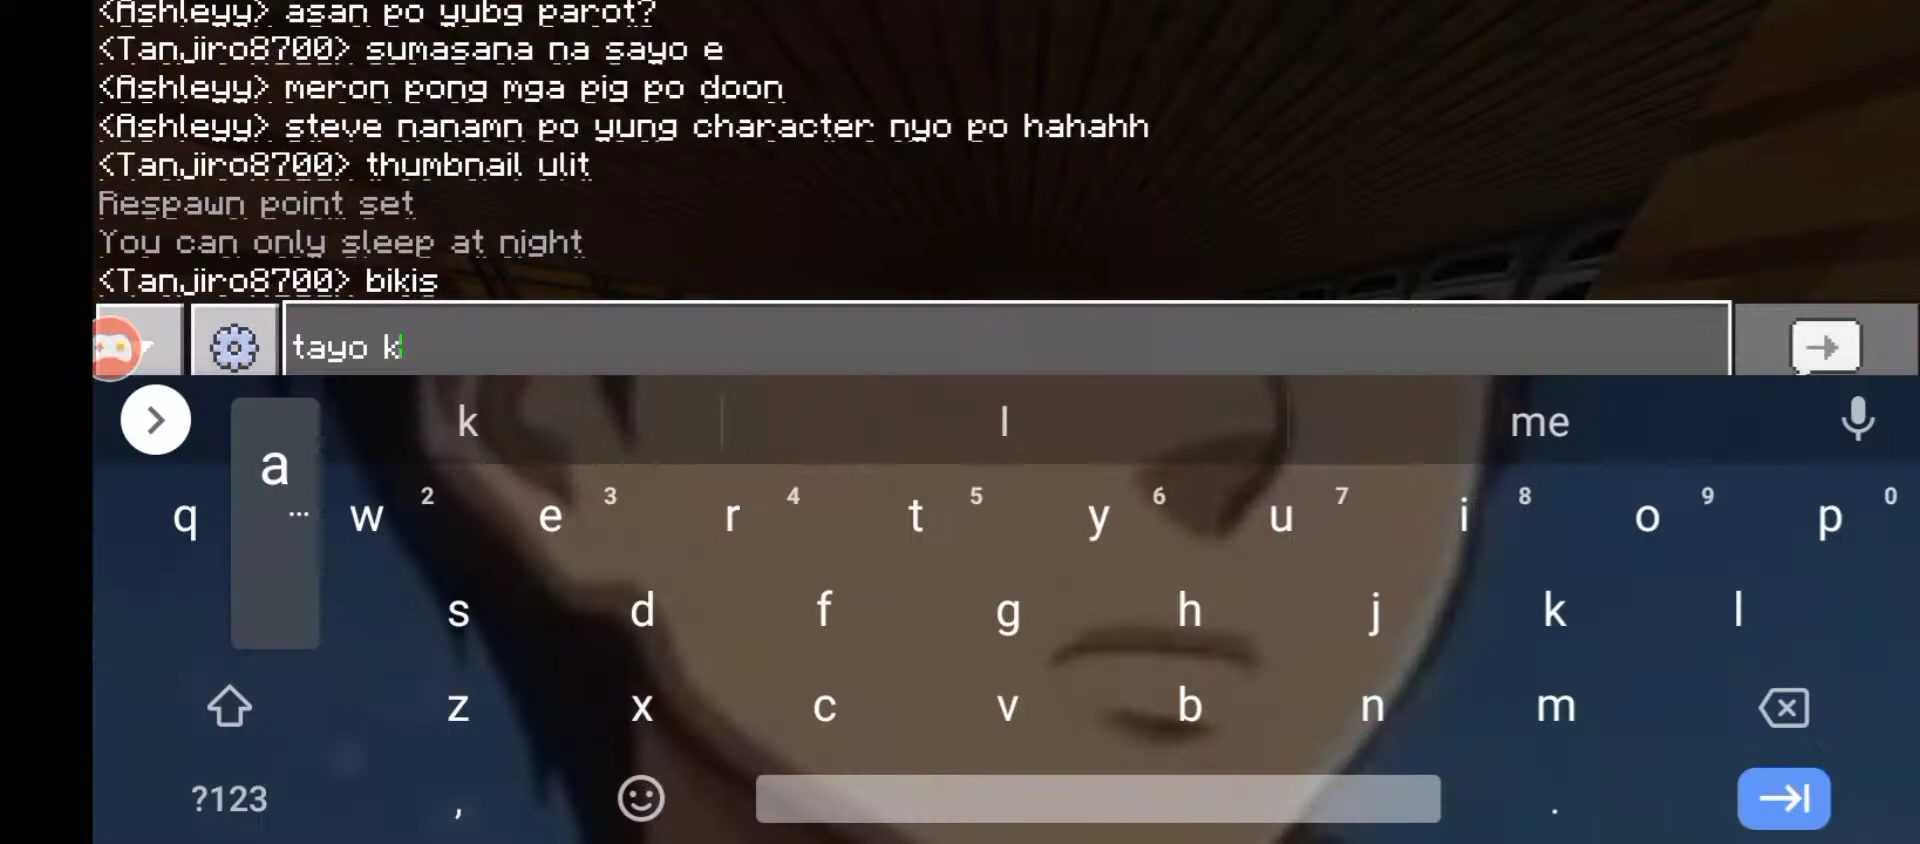 <Ashleyy> asan po yubg parot?
<Tanjiro8700> sumasana na sayo e
<Ashleyy> meron pong mga pig po doon
<Ashleyy> steve nanamn po yung character nyo po hahahh
<Tanjiro8700> thumbnail ulit
Respawn point set
You can only sleep at night
<Tanjiro8700> bikis
tayo k
k l me
a
q w 2 e 3 r 4 t 5 y 6 u 7 i 8 o 9 p 0
s d f g h j k l
z x c v b n m
?123 , .